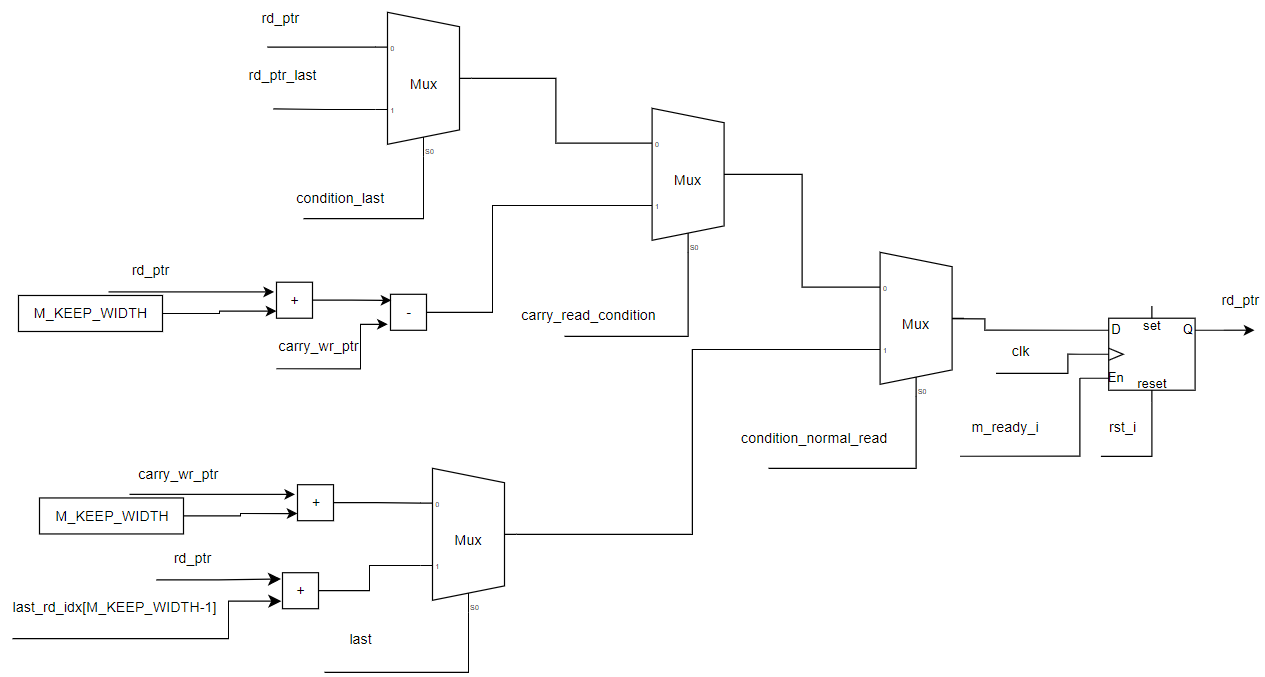 rd_ptr
0
rd_ptr_last
Mux
1
S0
condition_last
0
Mux
1
S0
rd_ptr
M_KEEP_WIDTH
+
-
carry_wr_ptr
carry_read_condition
0
Mux
1
S0
condition_normal_read
rd_ptr
D
set
Q
clk
En
reset
m_ready_i
rst_i
carry_wr_ptr
M_KEEP_WIDTH
+
0
Mux
1
S0
rd_ptr
+
last_rd_idx[M_KEEP_WIDTH-1]
last